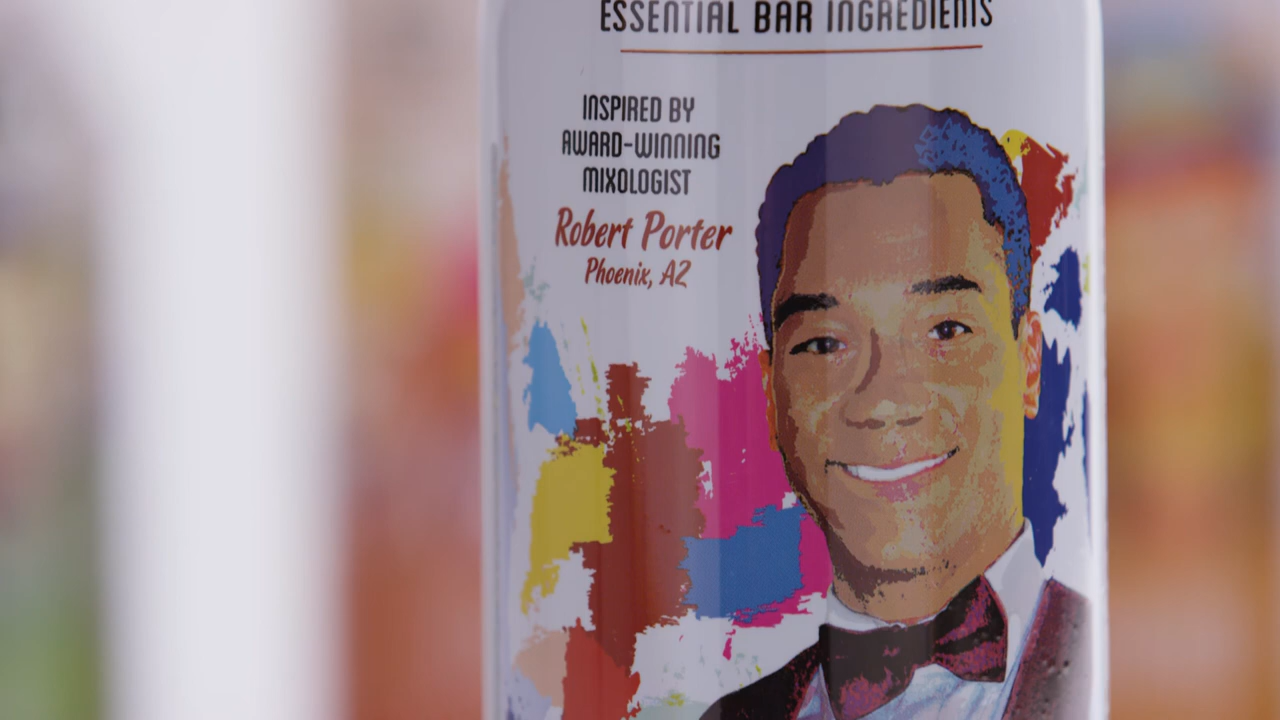 ESSENTIAL BAR INGREDIENTS
INSPIRED BY
AWARD-WINNING
MIXOLOGIST
Robert Porter
Phoenix, AZ